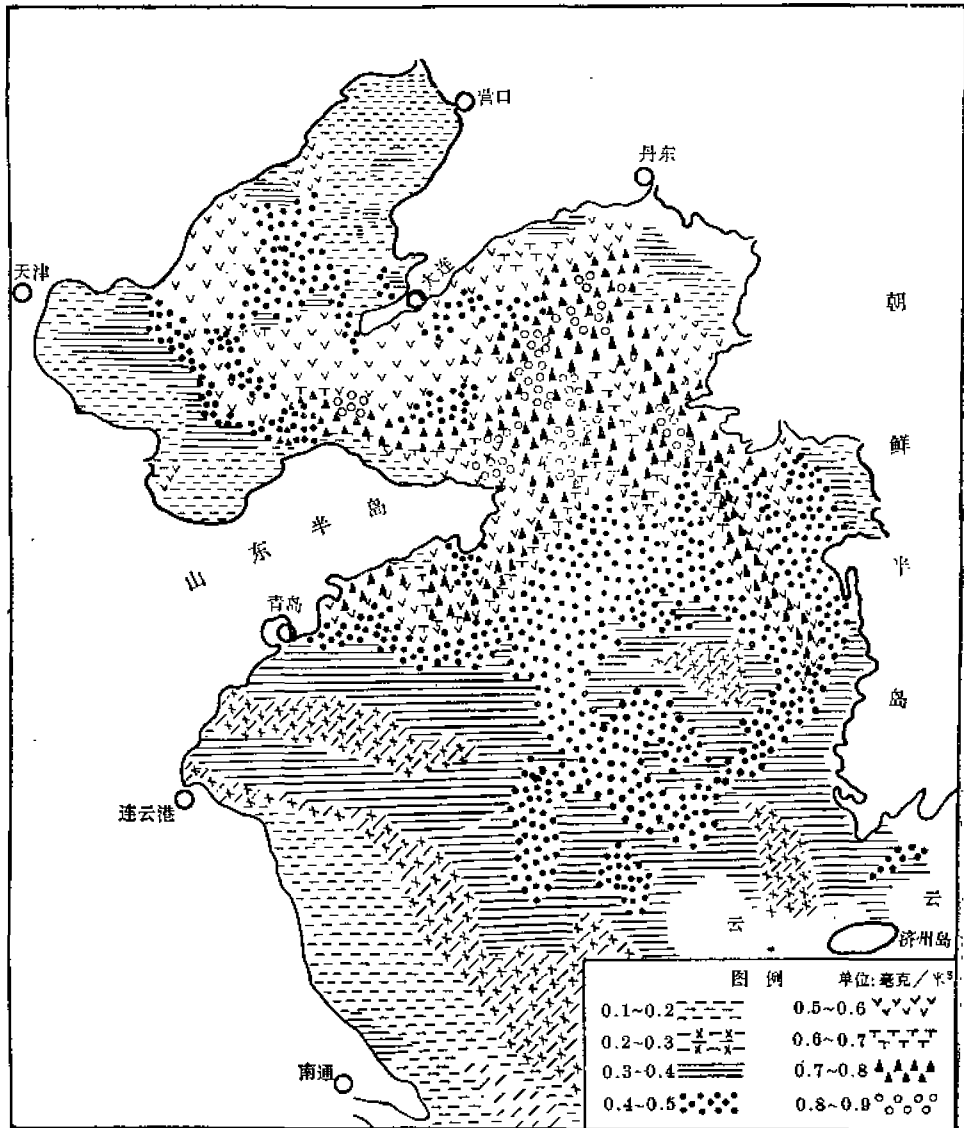 营口
丹东
天津
大连
朝
鲜
半
岛
山东半岛
青岛
连云港
云
云
济州岛
南通
图 例 单位:毫克/米³
0.1~0.2
0.5~0.6
0.2~0.3
0.6~0.7
0.3~0.4
0.7~0.8
0.4~0.5
0.8~0.9